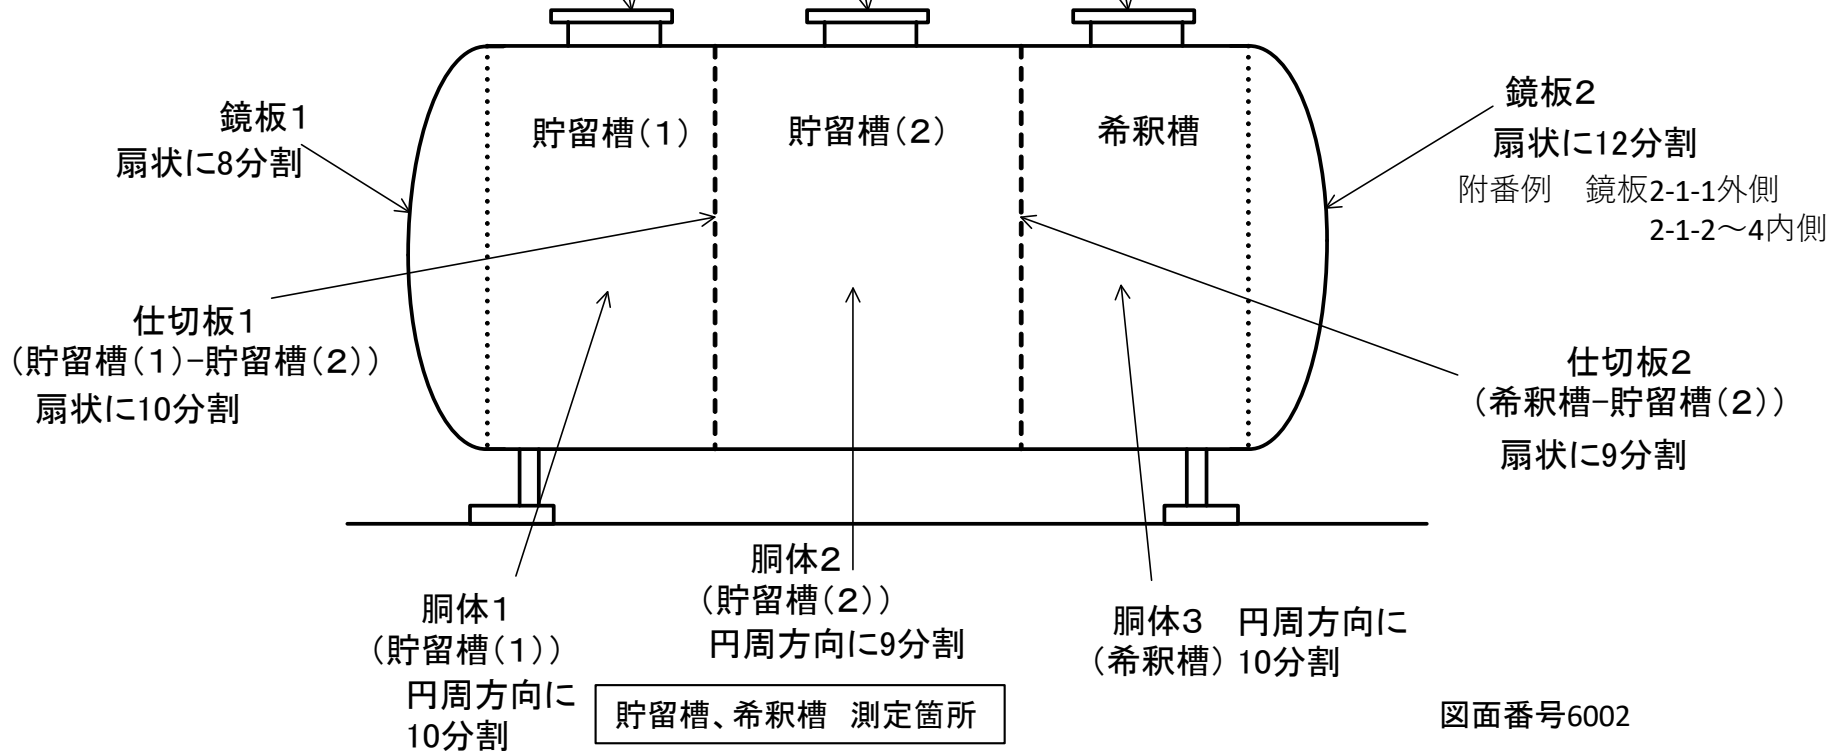 貯留槽(1)
貯留槽(2)
希釈槽
鏡板1
扇状に8分割
鏡板2
扇状に12分割
附番例　鏡板2-1-1外側
2-1-2～4内側
仕切板1
(貯留槽(1)-貯留槽(2))
扇状に10分割
仕切板2
(希釈槽-貯留槽(2))
扇状に9分割
胴体1
(貯留槽(1))
円周方向に
10分割
胴体2
(貯留槽(2))
円周方向に9分割
胴体3　円周方向に
(希釈槽) 10分割
貯留槽、希釈槽　測定箇所
図面番号6002